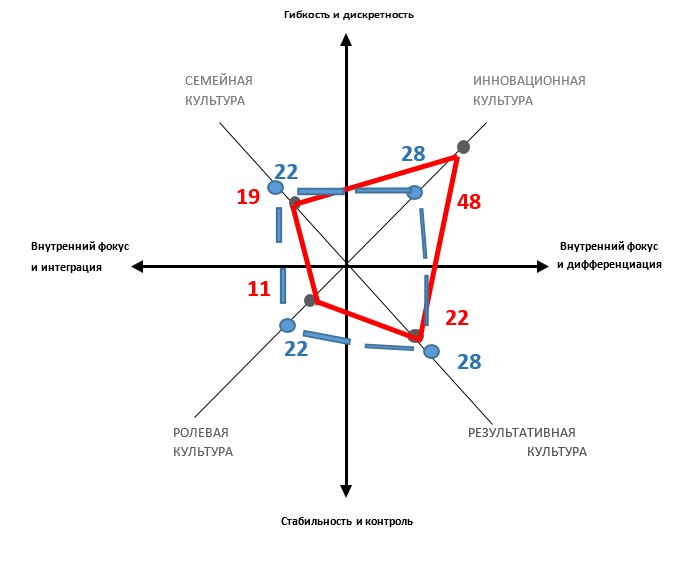 Гибкость и дискретность
СЕМЕЙНАЯ
КУЛЬТУРА
ИННОВАЦИОННАЯ
КУЛЬТУРА
28
22
19
48
Внутренний фокус
и интеграция
Внутренний фокус
и дифференциация
11
22
22
28
РОЛЕВАЯ
КУЛЬТУРА
РЕЗУЛЬТАТИВНАЯ
КУЛЬТУРА
Стабильность и контроль